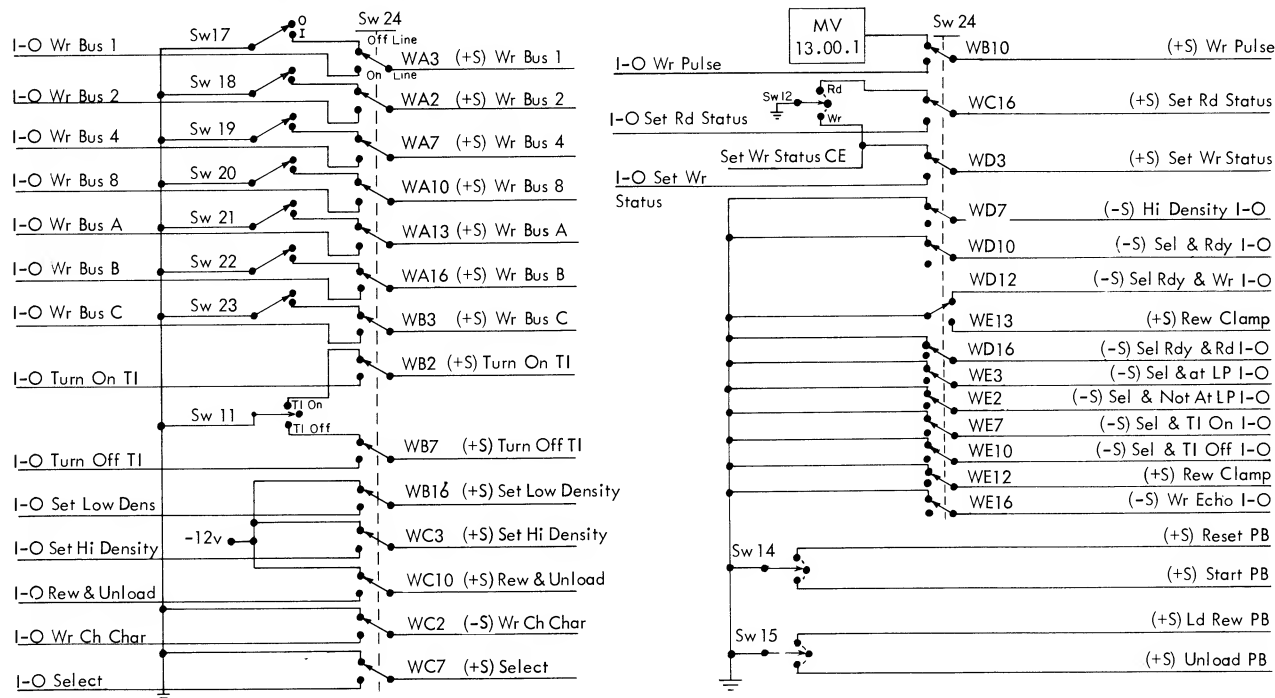 Sw17
O
I
Sw 24
Off Line
On Line
I-O Wr Bus 1
WA3 (+S) Wr Bus 1
Sw 18
I-O Wr Bus 2
WA2 (+S) Wr Bus 2
Sw 19
I-O Wr Bus 4
WA7 (+S) Wr Bus 4
Sw 20
I-O Wr Bus 8
WA10 (+S) Wr Bus 8
Sw 21
I-O Wr Bus A
WA13 (+S) Wr Bus A
Sw 22
I-O Wr Bus B
WA16 (+S) Wr Bus B
Sw 23
I-O Wr Bus C
WB3 (+S) Wr Bus C
WB2 (+S) Turn On TI
I-O Turn On TI
Sw 11
TI On
TI Off
WB7 (+S) Turn Off TI
I-O Turn Off TI
WB16 (+S) Set Low Density
I-O Set Low Dens
-12v
WC3 (+S) Set Hi Density
I-O Set Hi Density
WC10 (+S) Rew & Unload
I-O Rew & Unload
WC2 (-S) Wr Ch Char
I-O Wr Ch Char
WC7 (+S) Select
I-O Select
MV
13.00.1
Sw 24
WB10 (+S) Wr Pulse
I-O Wr Pulse
Sw 12
Rd
Wr
WC16 (+S) Set Rd Status
I-O Set Rd Status
Set Wr Status CE
WD3 (+S) Set Wr Status
I-O Set Wr
Status
WD7 (-S) Hi Density I-O
WD10 (-S) Sel & Rdy I-O
WD12 (-S) Sel Rdy & Wr I-O
WE13 (+S) Rew Clamp
WD16 (-S) Sel Rdy & Rd I-O
WE3 (-S) Sel & at LP I-O
WE2 (-S) Sel & Not At LP I-O
WE7 (-S) Sel & TI On I-O
WE10 (-S) Sel & TI Off I-O
WE12 (+S) Rew Clamp
WE16 (-S) Wr Echo I-O
(+S) Reset PB
Sw 14
(+S) Start PB
(+S) Ld Rew PB
Sw 15
(+S) Unload PB